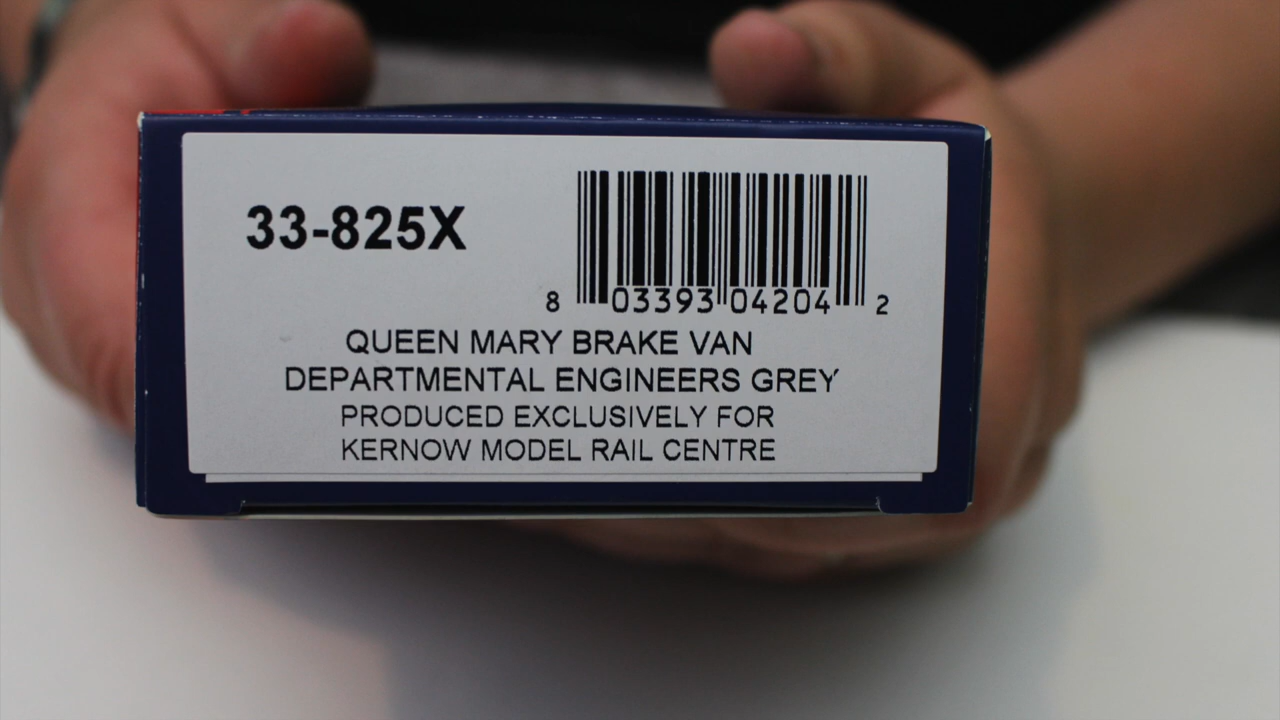 33-825X
8 03393 04204 2
QUEEN MARY BRAKE VAN
DEPARTMENTAL ENGINEERS GREY
PRODUCED EXCLUSIVELY FOR
KERNOW MODEL RAIL CENTRE